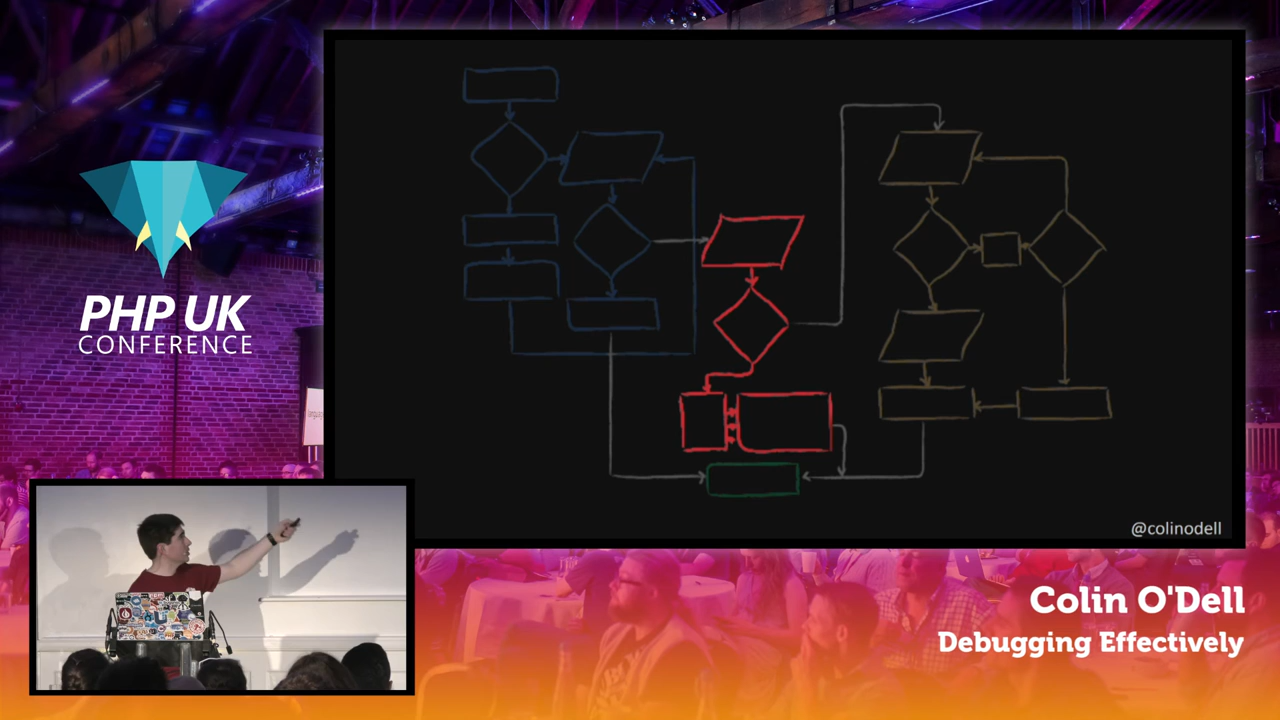 PHP UK
CONFERENCE
@colinodell
Colin O'Dell
Debugging Effectively